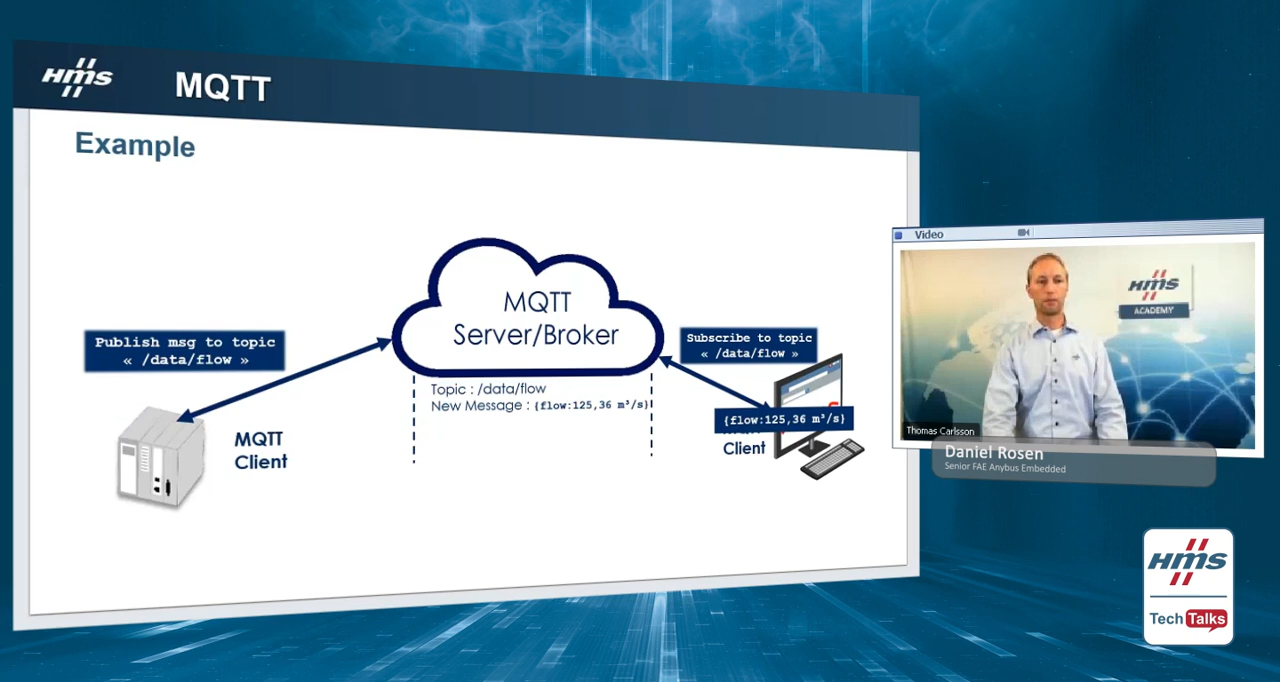 HMS
MQTT
Example
MQTT
Server/Broker
Publish msg to topic
« /data/flow »
Subscribe to topic
« /data/flow »
Topic : /data/flow
New Message : {flow:125,36 m³/s}
{flow:125,36 m³/s}
MQTT
Client
Client
Video
HMS
ACADEMY
Thomas Carlsson
Daniel Rosen
Senior FAE Anybus Embedded
HMS
Tech Talks